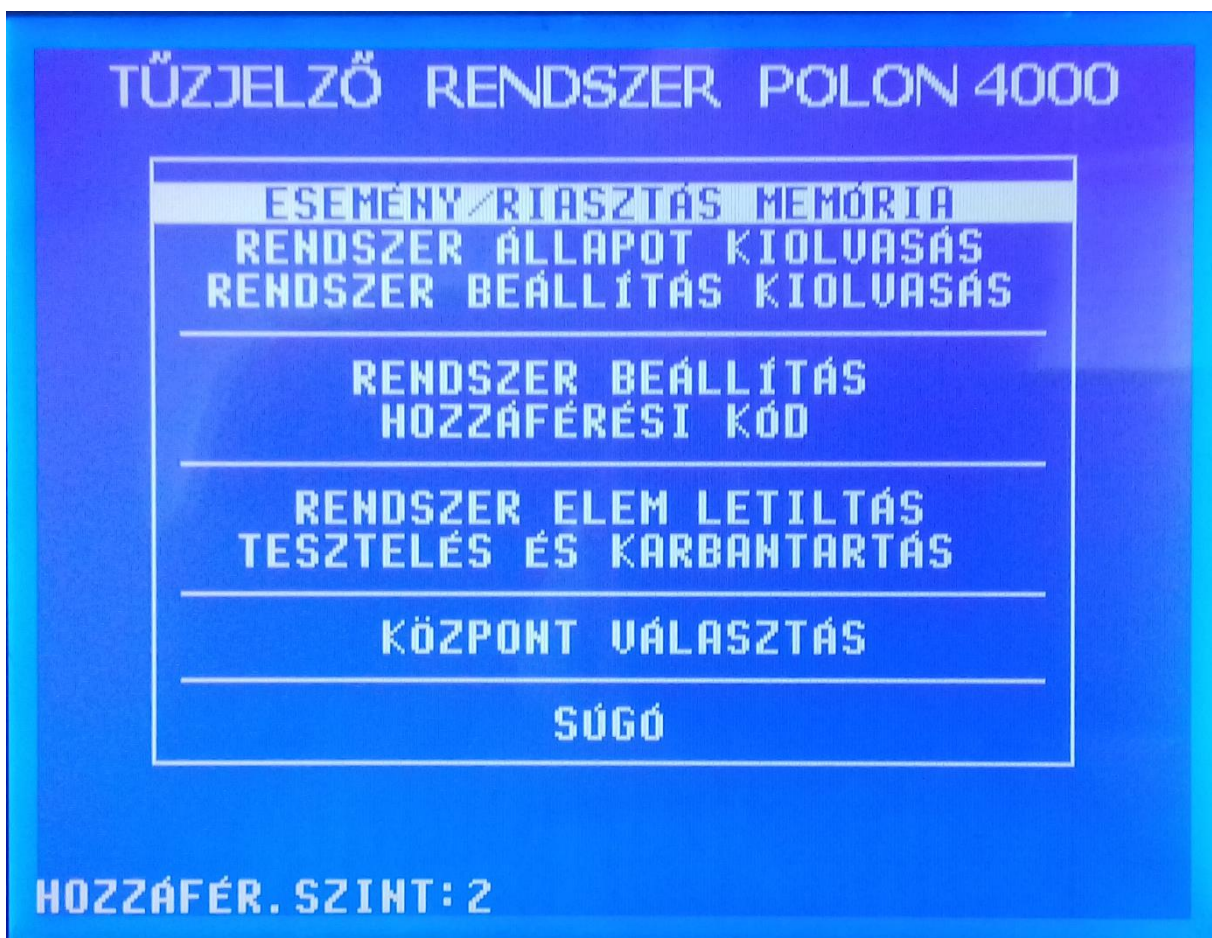 TŰZJELZŐ RENDSZER POLON 4000
ESEMÉNY/RIASZTÁS MEMÓRIA
RENDSZER ÁLLAPOT KIOLVASÁS
RENDSZER BEÁLLÍTÁS KIOLVASÁS
RENDSZER BEÁLLÍTÁS
HOZZÁFÉRÉSI KÓD
RENDSZER ELEM LETILTÁS
TESZTELÉS ÉS KARBANTARTÁS
KÖZPONT VÁLASZTÁS
SÚGÓ
HOZZÁFÉR.SZINT:2